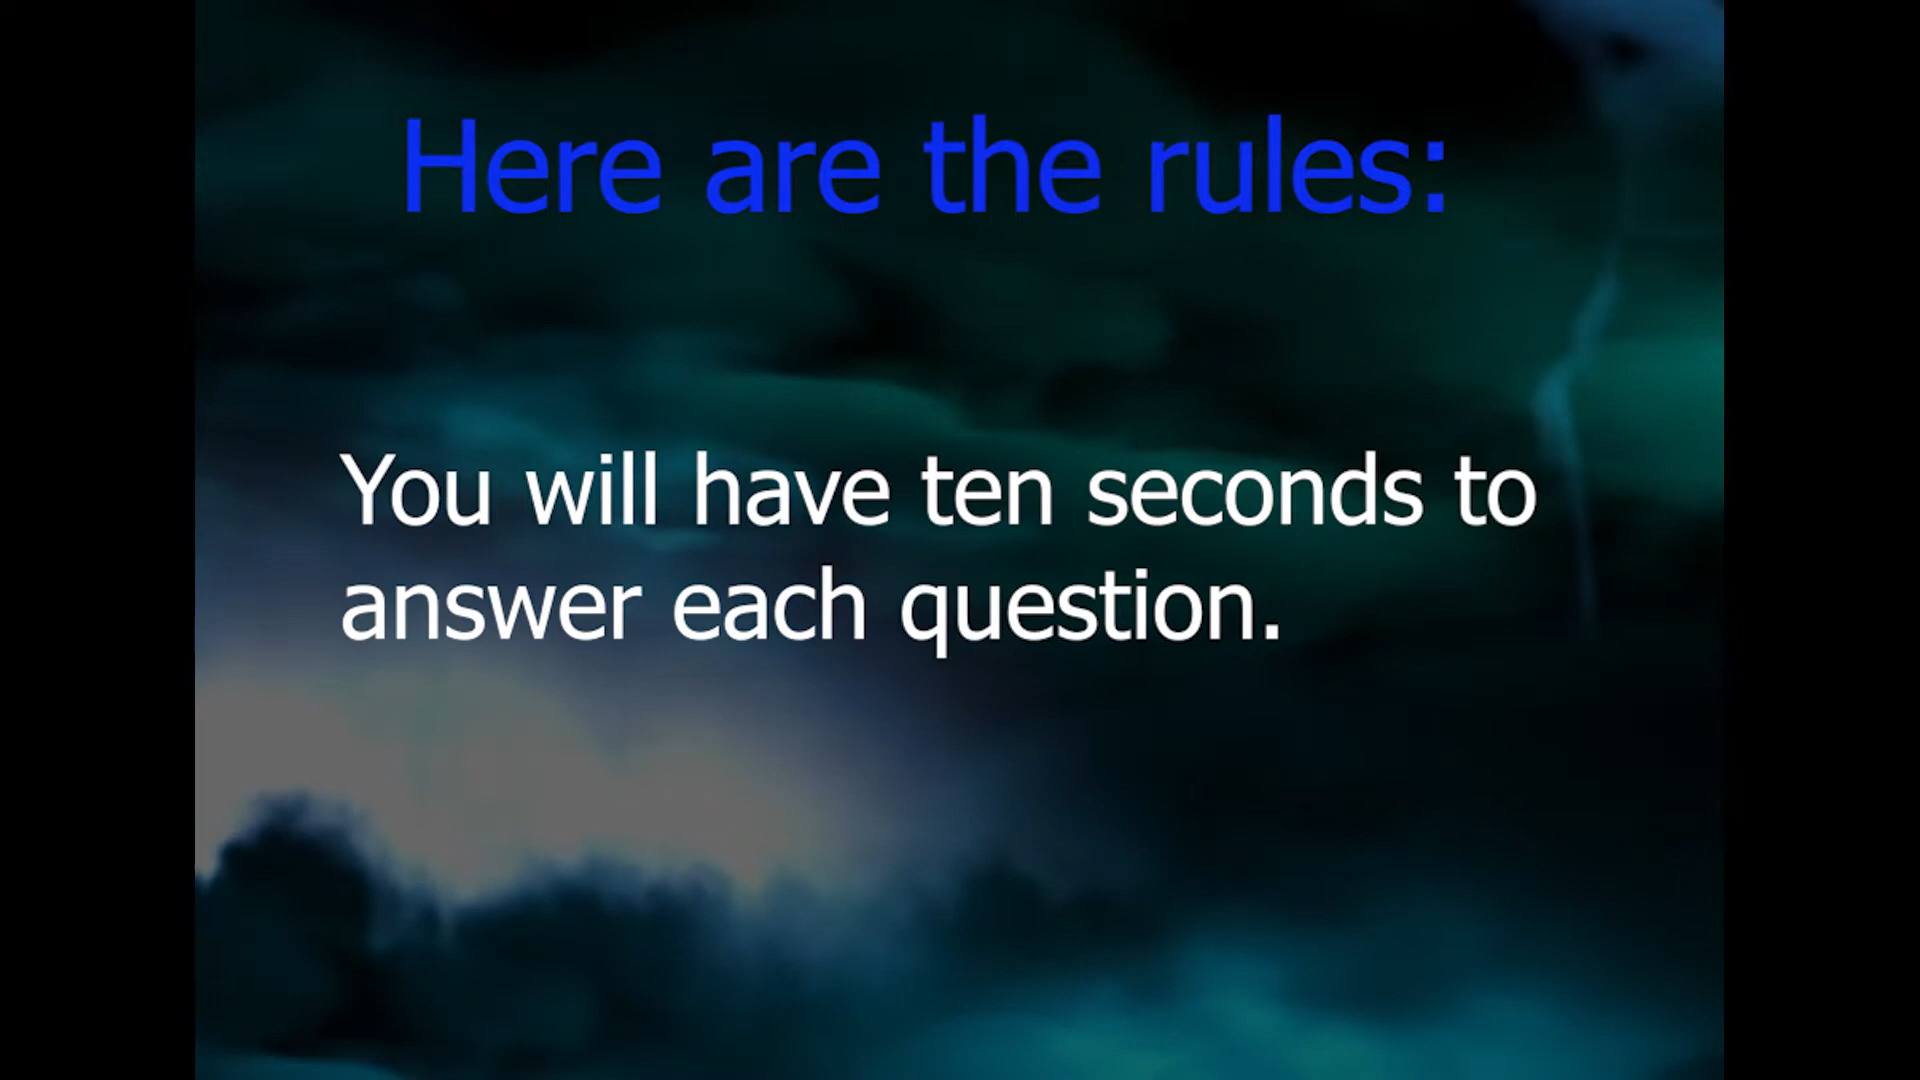 Here are the rules:
You will have ten seconds to
answer each question.